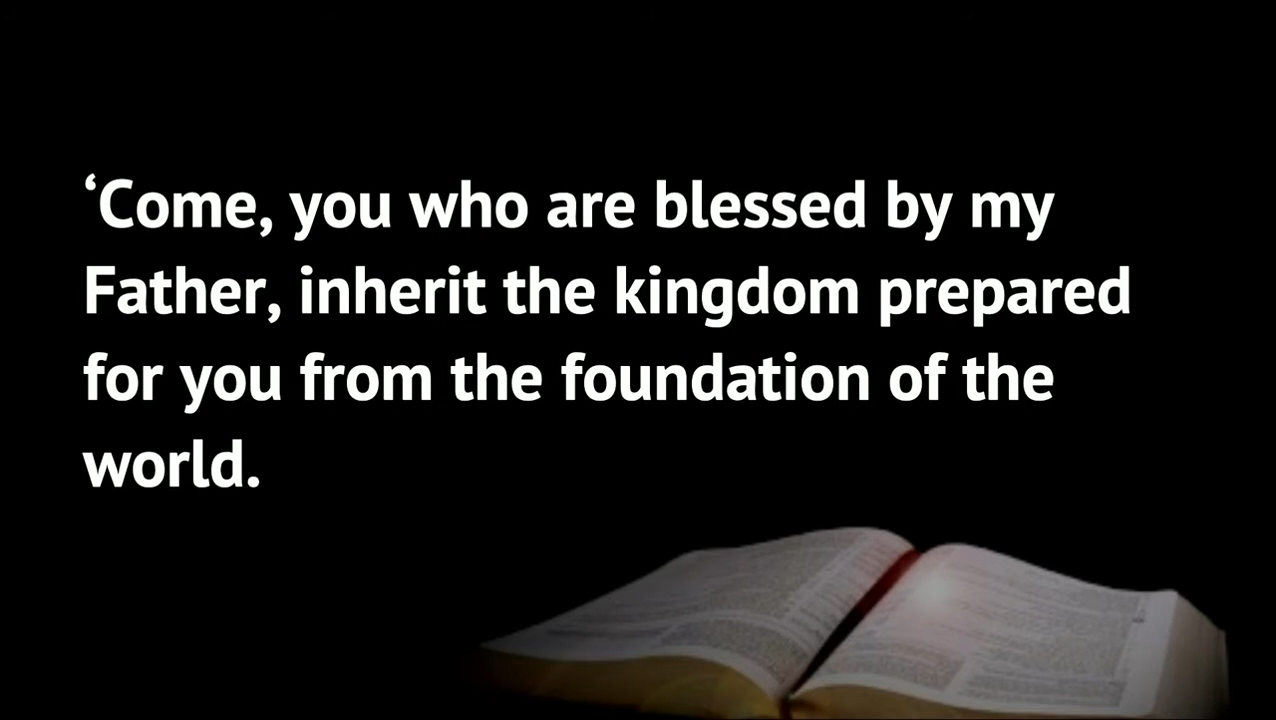 ‘Come, you who are blessed by my
Father, inherit the kingdom prepared
for you from the foundation of the
world.